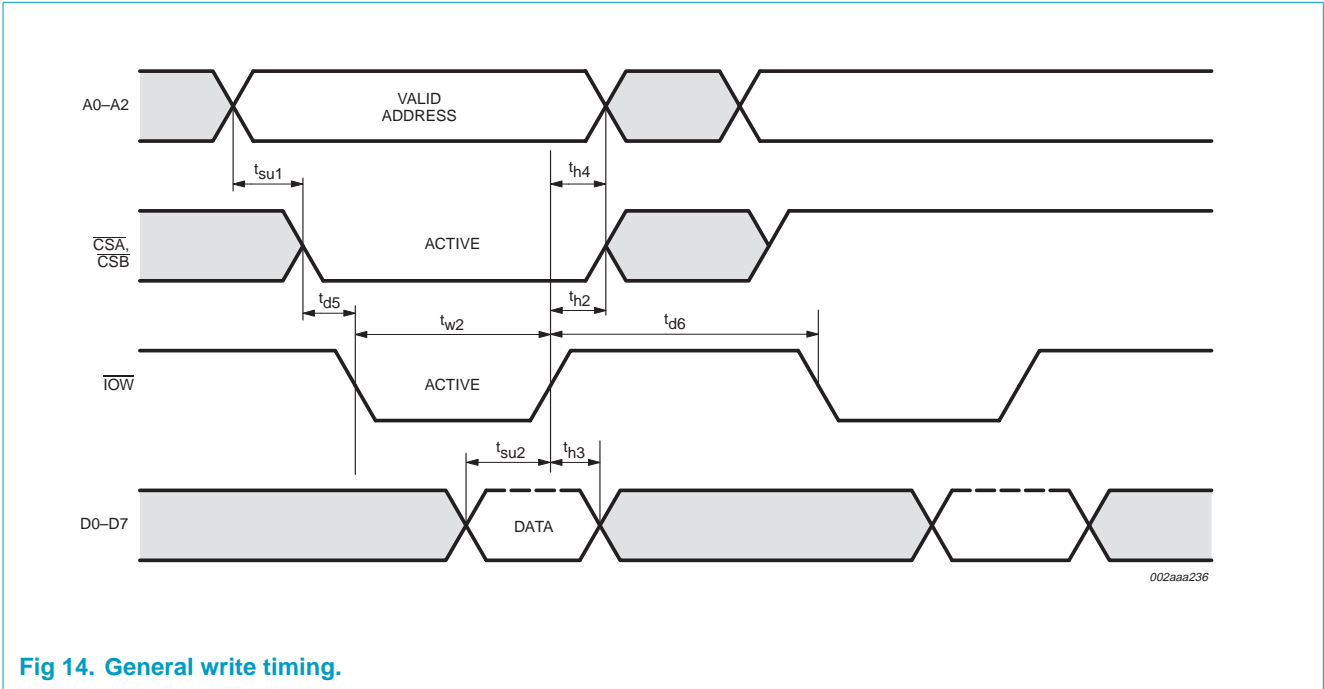 A0–A2
VALID
ADDRESS
tsu1
th4
CSA,
CSB
ACTIVE
td5
th2
tw2
td6
IOW
ACTIVE
tsu2
th3
D0–D7
DATA
002aaa236
Fig 14. General write timing.